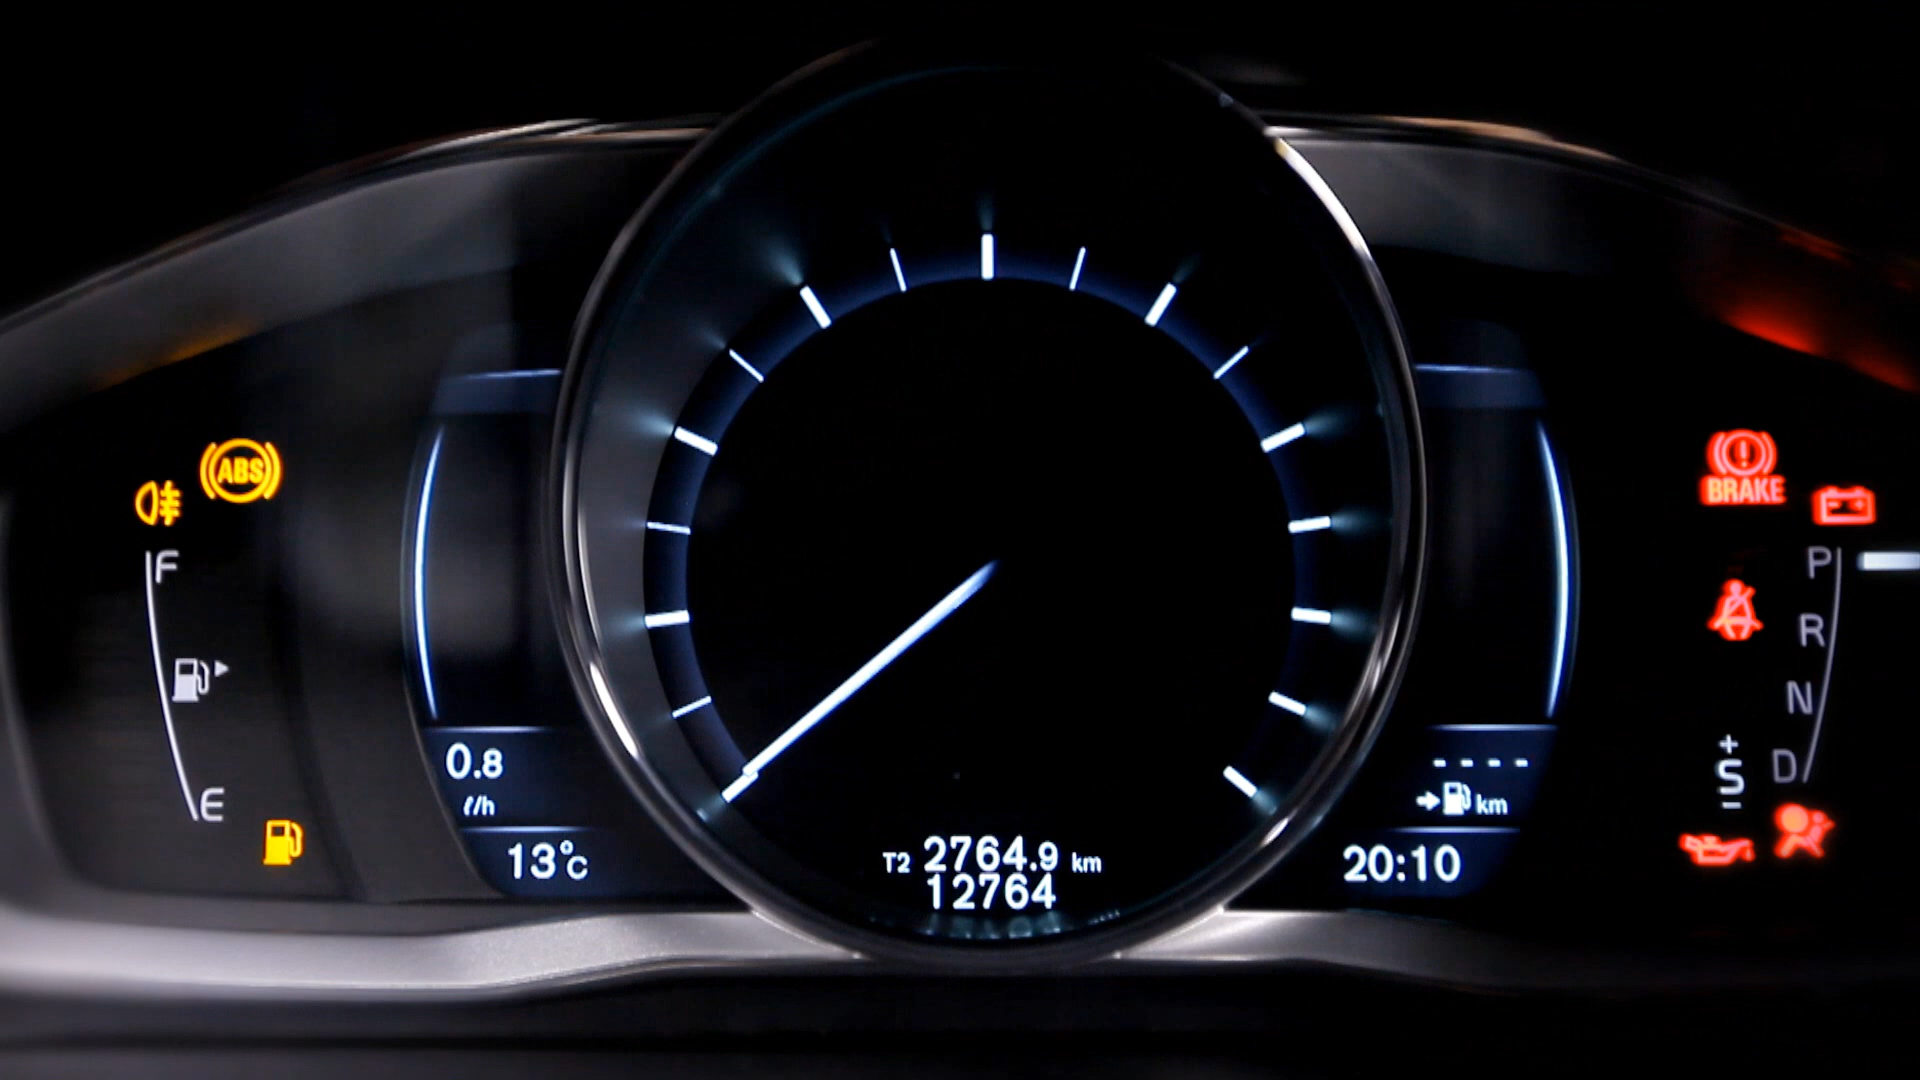 ABS
F
E
0.8
ℓ/h
13°c
T2 2764.9 km
12764
- - - -
km
20:10
BRAKE
P
R
N
D
+
S
–